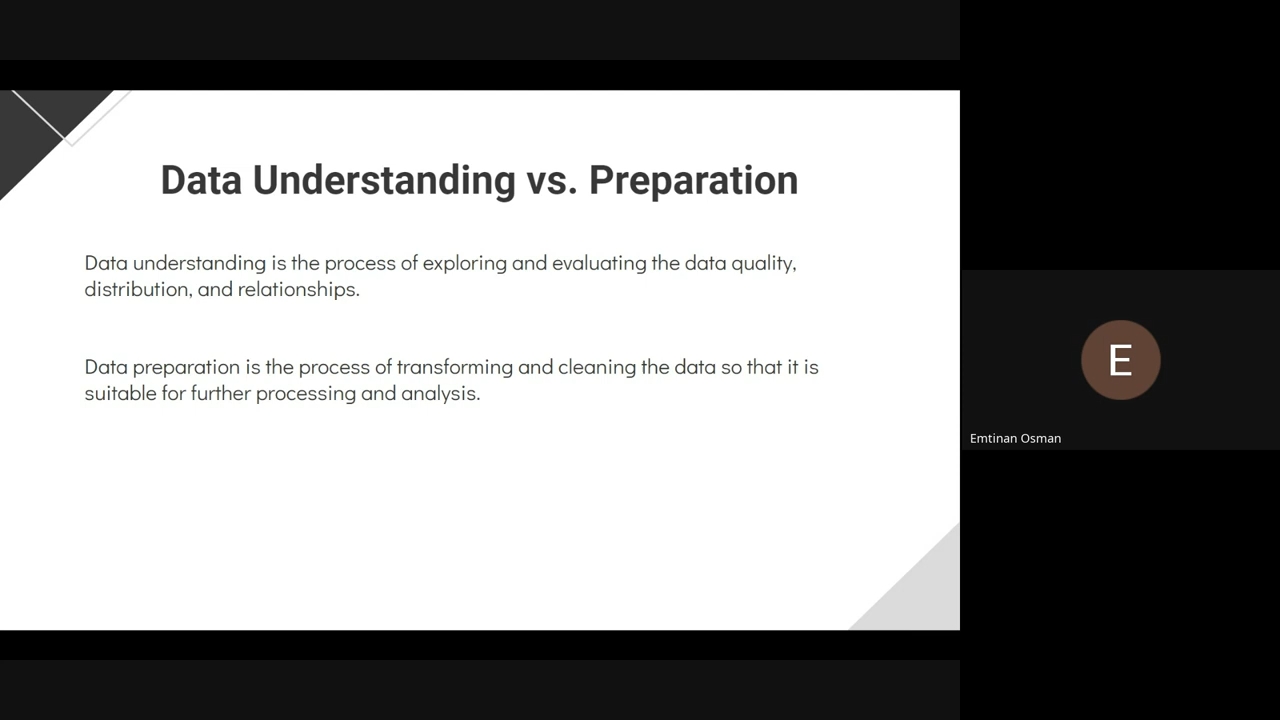 Data Understanding vs. Preparation
Data understanding is the process of exploring and evaluating the data quality,
distribution, and relationships.
Data preparation is the process of transforming and cleaning the data so that it is
suitable for further processing and analysis.
E
Emtinan Osman